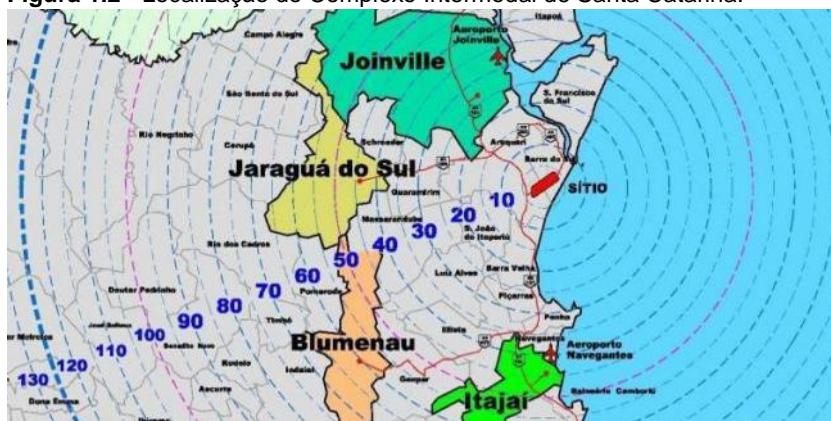 Figura 1.2 - Localização do Complexo Intermodal de Santa Catarina.
Itapoá
Campo Alegre
Aeroporto
Joinville
Joinville
São Bento do Sul
S. Francisco
do Sul
Rio Negrinho
Corupá
Schroeder
Araquari
Barra do Sul
Jaraguá do Sul
SÍTIO
Guaramirim
10
Massaranduba
20
30
S. João
do Itaperiú
40
Rio dos Cedros
50
Luiz Alves
Barra Velha
60
Doutor Pedrinho
Pomerode
70
Piçarras
80
Timbó
Penha
90
100
Benedito Novo
Ilhota
Navegantes
110
Blumenau
Aeroporto
Navegantes
120
Rodeio
Indaial
130
Ascurra
Gaspar
Itajaí
Balneário Camboriú
Dona Emma